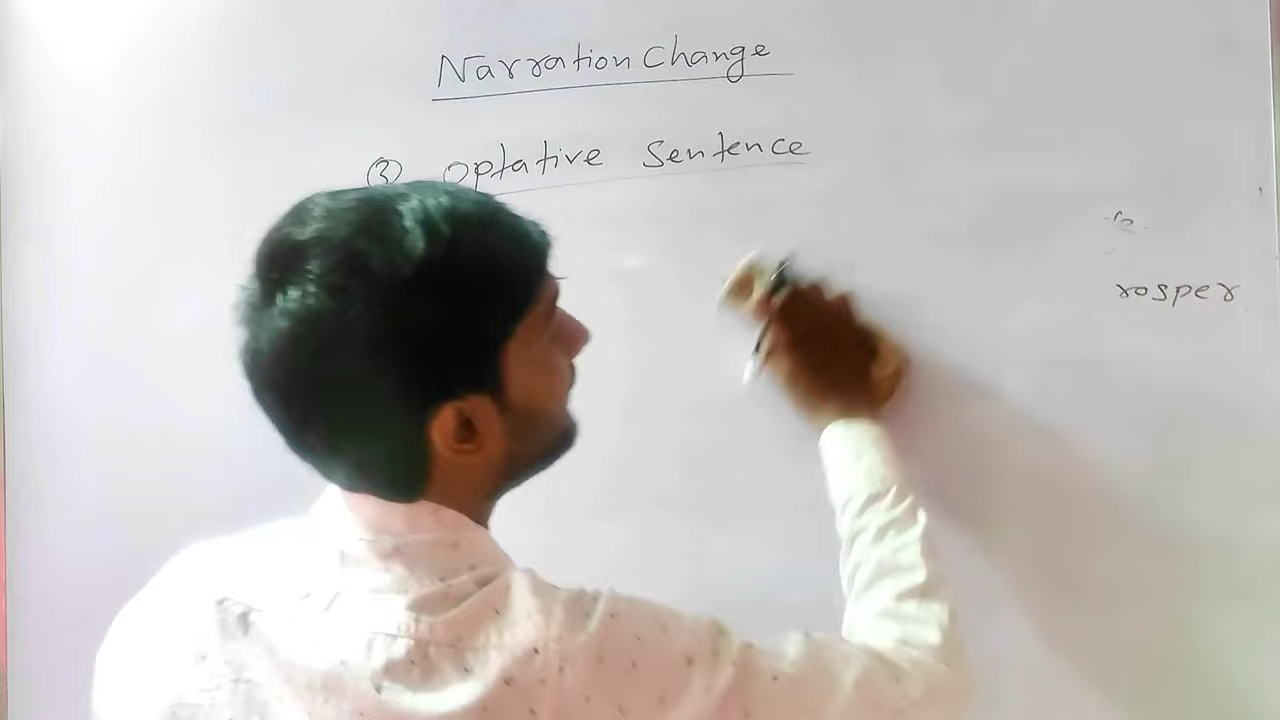 Narration Change
③ Optative Sentence
rosper